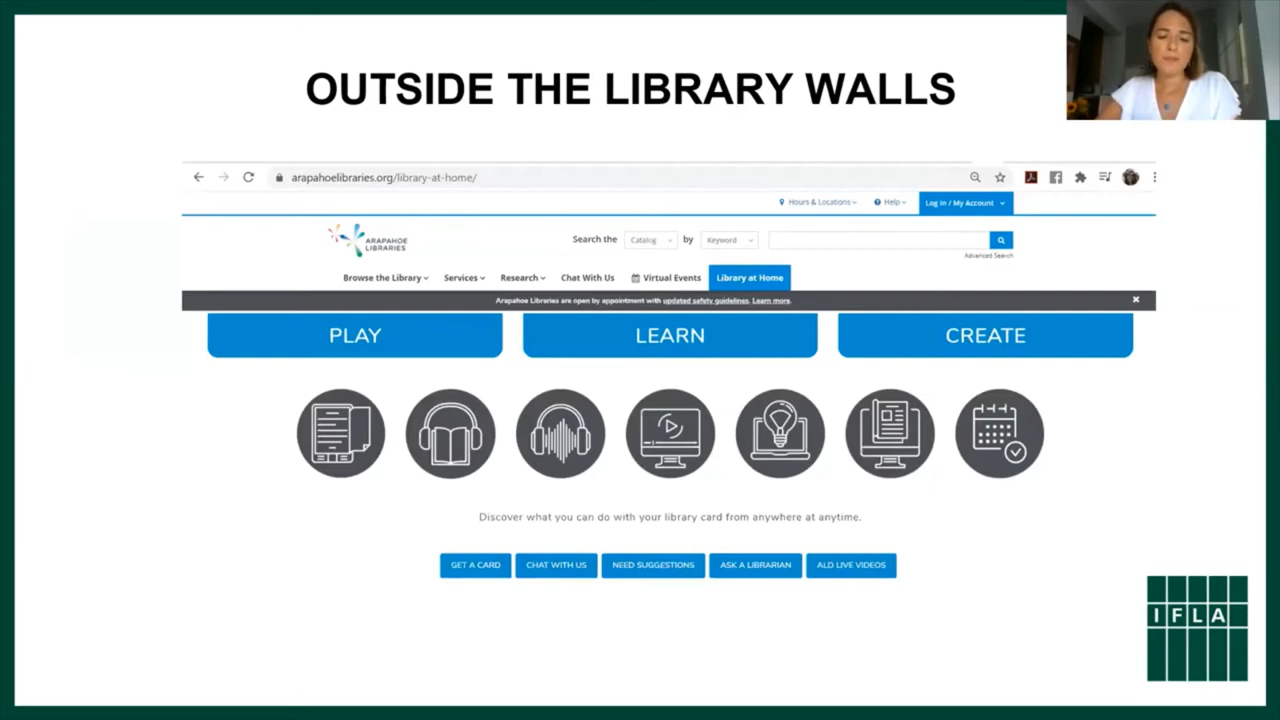 OUTSIDE THE LIBRARY WALLS
arapahoelibraries.org/library-at-home/
Hours & Locations Help Log In / My Account
ARAPAHOE LIBRARIES
Search the Catalog by Keyword
Advanced Search
Browse the Library Services Research Chat With Us Virtual Events Library at Home
Arapahoe Libraries are open by appointment with updated safety guidelines. Learn more.
PLAY LEARN CREATE
Discover what you can do with your library card from anywhere at anytime.
GET A CARD CHAT WITH US NEED SUGGESTIONS ASK A LIBRARIAN ALD LIVE VIDEOS
IFLA